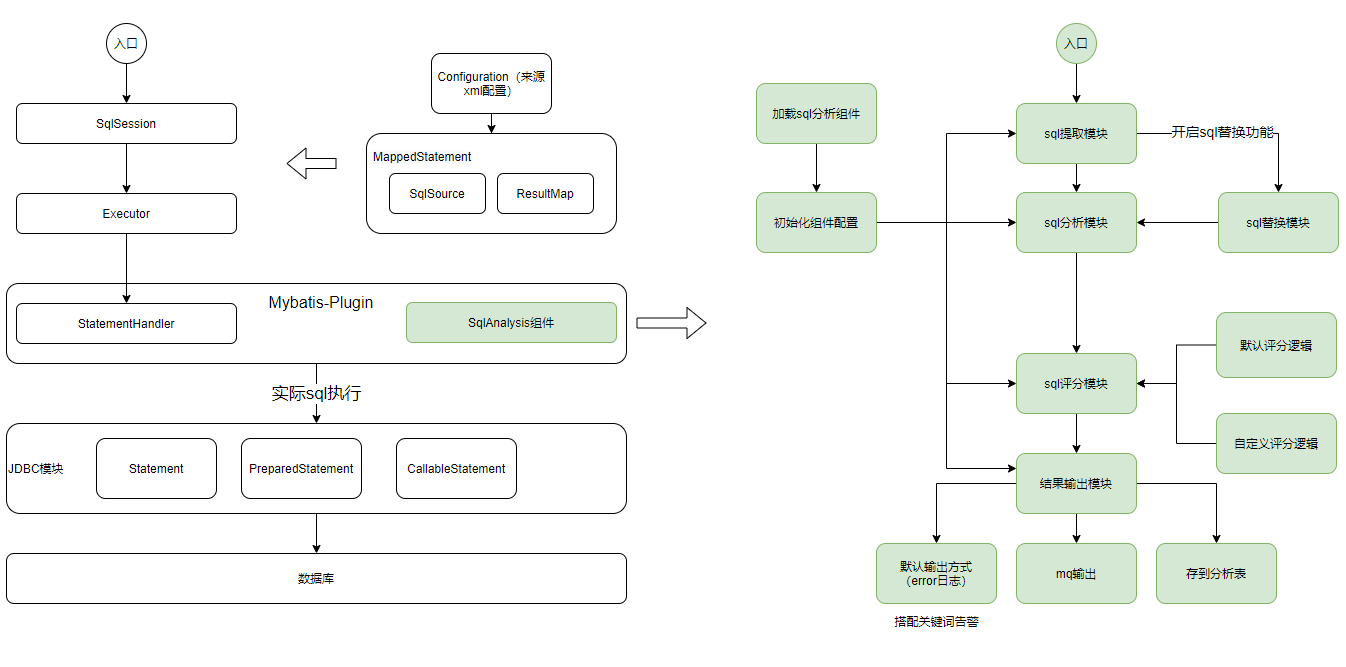 入口
SqlSession
Executor
Configuration（来源
xml配置）
MappedStatement
SqlSource
ResultMap
Mybatis-Plugin
StatementHandler
SqlAnalysis组件
实际sql执行
JDBC模块
Statement
PreparedStatement
CallableStatement
数据库
入口
加载sql分析组件
初始化组件配置
sql提取模块
开启sql替换功能
sql分析模块
sql替换模块
sql评分模块
默认评分逻辑
自定义评分逻辑
结果输出模块
默认输出方式
（error日志）
mq输出
存到分析表
搭配关键词告警